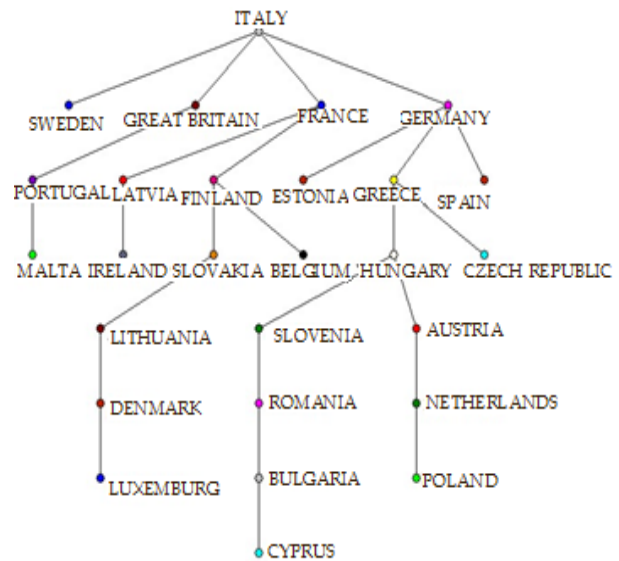 ITALY
SWEDEN GREAT BRITAIN FRANCE GERMANY
PORTUGAL LATVIA FINLAND ESTONIA GREECE SPAIN
MALTA IRELAND SLOVAKIA BELGIUM HUNGARY CZECH REPUBLIC
LITHUANIA SLOVENIA AUSTRIA
DENMARK ROMANIA NETHERLANDS
LUXEMBURG BULGARIA POLAND
CYPRUS